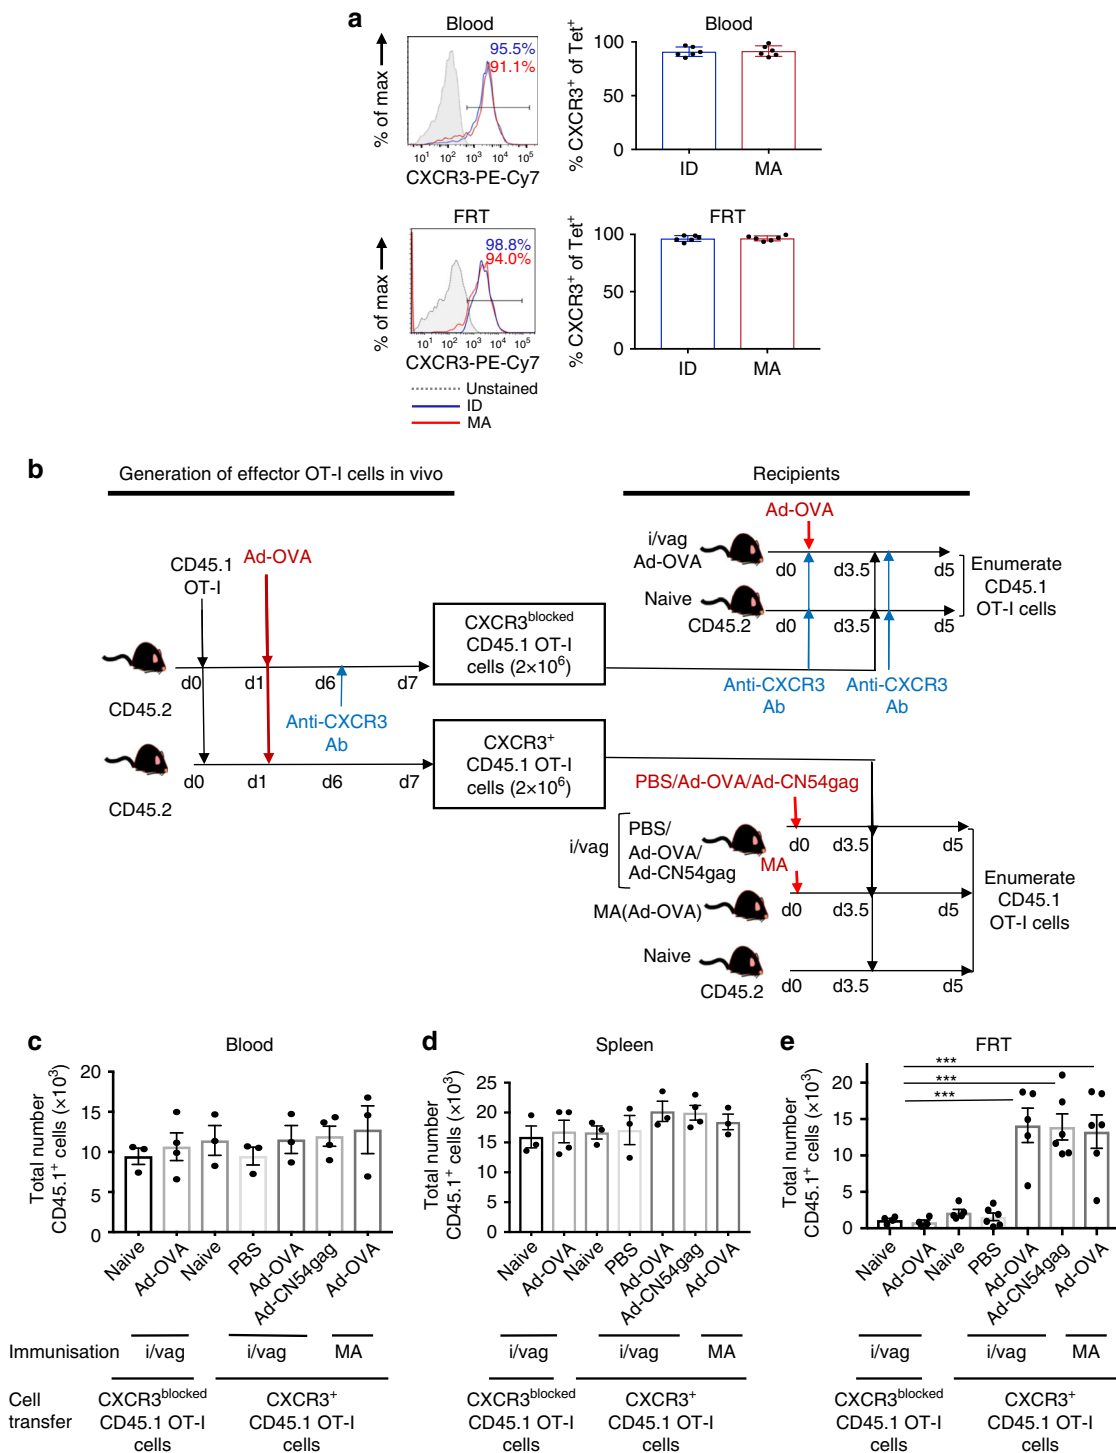 a
Blood
% of max
95.5%
91.1%
10¹ 10² 10³ 10⁴ 10⁵
CXCR3-PE-Cy7
Blood
% CXCR3⁺ of Tet⁺
100
50
0
ID MA
FRT
% of max
98.8%
94.0%
10¹ 10² 10³ 10⁴ 10⁵
CXCR3-PE-Cy7
Unstained
ID
MA
FRT
% CXCR3⁺ of Tet⁺
100
50
0
ID MA
b
Generation of effector OT-I cells in vivo
Recipients
CD45.1
OT-I
Ad-OVA
d0 d1 d6 d7
CD45.2
Anti-CXCR3
Ab
d0 d1 d6 d7
CD45.2
CXCR3ᵇˡᵒᶜᵏᵉᵈ
CD45.1 OT-I
cells (2×10⁶)
CXCR3⁺
CD45.1 OT-I
cells (2×10⁶)
Ad-OVA
i/vag
Ad-OVA
d0 d3.5 d5
Naive
CD45.2
d0 d3.5 d5
Enumerate
CD45.1
OT-I cells
Anti-CXCR3
Ab
Anti-CXCR3
Ab
PBS/Ad-OVA/Ad-CN54gag
i/vag
PBS/
Ad-OVA/
Ad-CN54gag
d0 d3.5 d5
MA
MA(Ad-OVA)
d0 d3.5 d5
Naive
CD45.2
d0 d3.5 d5
Enumerate
CD45.1
OT-I cells
c
Blood
Total number
CD45.1⁺ cells (×10³)
20
15
10
5
0
Naive Ad-OVA Naive PBS Ad-OVA Ad-CN54gag Ad-OVA
d
Spleen
Total number
CD45.1⁺ cells (×10³)
25
20
15
10
5
0
Naive Ad-OVA Naive PBS Ad-OVA Ad-CN54gag Ad-OVA
e
FRT
Total number
CD45.1⁺ cells (×10³)
20
15
10
5
0
***
***
***
Naive Ad-OVA Naive PBS Ad-OVA Ad-CN54gag Ad-OVA
Immunisation i/vag i/vag MA i/vag i/vag MA i/vag i/vag MA
Cell
transfer
CXCR3ᵇˡᵒᶜᵏᵉᵈ
CD45.1 OT-I
cells
CXCR3⁺
CD45.1 OT-I
cells
CXCR3ᵇˡᵒᶜᵏᵉᵈ
CD45.1 OT-I
cells
CXCR3⁺
CD45.1 OT-I
cells
CXCR3ᵇˡᵒᶜᵏᵉᵈ
CD45.1 OT-I
cells
CXCR3⁺
CD45.1 OT-I
cells